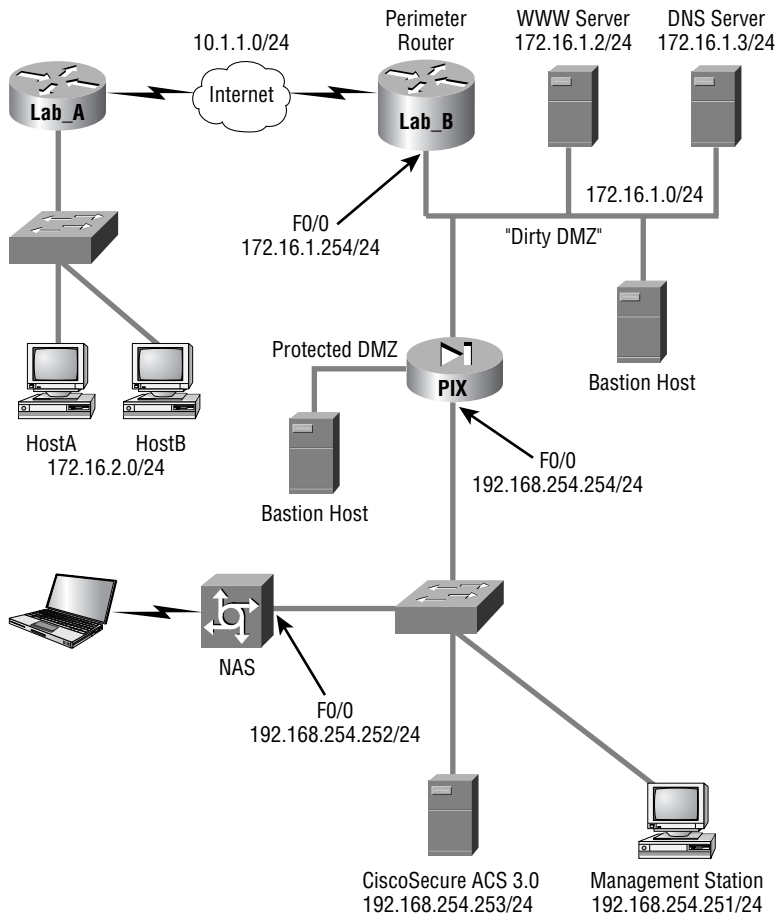 Perimeter
Router
WWW Server
172.16.1.2/24
DNS Server
172.16.1.3/24
10.1.1.0/24
Internet
Lab_A
Lab_B
172.16.1.0/24
F0/0
172.16.1.254/24
"Dirty DMZ"
Protected DMZ
PIX
Bastion Host
HostA
HostB
172.16.2.0/24
F0/0
192.168.254.254/24
Bastion Host
NAS
F0/0
192.168.254.252/24
CiscoSecure ACS 3.0
192.168.254.253/24
Management Station
192.168.254.251/24